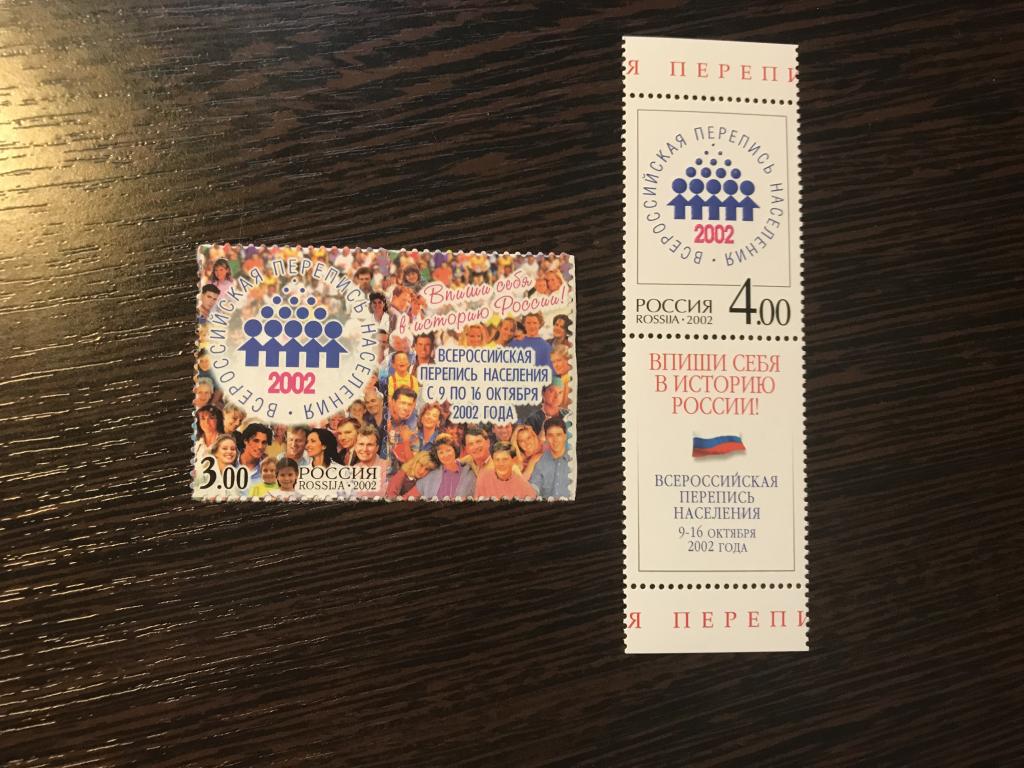 ВСЕРОССИЙСКАЯ ПЕРЕПИСЬ НАСЕЛЕНИЯ •
2002
3.00
РОССИЯ
ROSSIJA • 2002
Впиши себя
в историю России!
ВСЕРОССИЙСКАЯ
ПЕРЕПИСЬ НАСЕЛЕНИЯ
С 9 ПО 16 ОКТЯБРЯ
2002 ГОДА
Я ПЕРЕПИ
ВСЕРОССИЙСКАЯ ПЕРЕПИСЬ НАСЕЛЕНИЯ •
2002
РОССИЯ
ROSSIJA • 2002
4.00
ВПИШИ СЕБЯ
В ИСТОРИЮ
РОССИИ!
ВСЕРОССИЙСКАЯ
ПЕРЕПИСЬ
НАСЕЛЕНИЯ
9-16 ОКТЯБРЯ
2002 ГОДА
Я ПЕРЕПИ